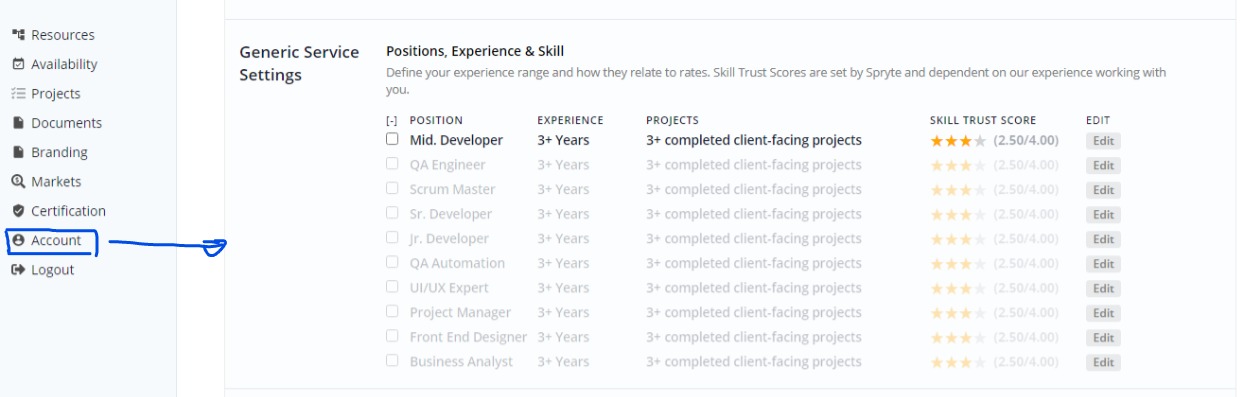 Resources
Availability
Projects
Documents
Branding
Markets
Certification
Account
Logout
Generic Service
Settings
Positions, Experience & Skill
Define your experience range and how they relate to rates. Skill Trust Scores are set by Spryte and dependent on our experience working with
you.
[-] POSITION EXPERIENCE PROJECTS SKILL TRUST SCORE EDIT
Mid. Developer 3+ Years 3+ completed client-facing projects (2.50/4.00) Edit
QA Engineer 3+ Years 3+ completed client-facing projects (2.50/4.00) Edit
Scrum Master 3+ Years 3+ completed client-facing projects (2.50/4.00) Edit
Sr. Developer 3+ Years 3+ completed client-facing projects (2.50/4.00) Edit
Jr. Developer 3+ Years 3+ completed client-facing projects (2.50/4.00) Edit
QA Automation 3+ Years 3+ completed client-facing projects (2.50/4.00) Edit
UI/UX Expert 3+ Years 3+ completed client-facing projects (2.50/4.00) Edit
Project Manager 3+ Years 3+ completed client-facing projects (2.50/4.00) Edit
Front End Designer 3+ Years 3+ completed client-facing projects (2.50/4.00) Edit
Business Analyst 3+ Years 3+ completed client-facing projects (2.50/4.00) Edit